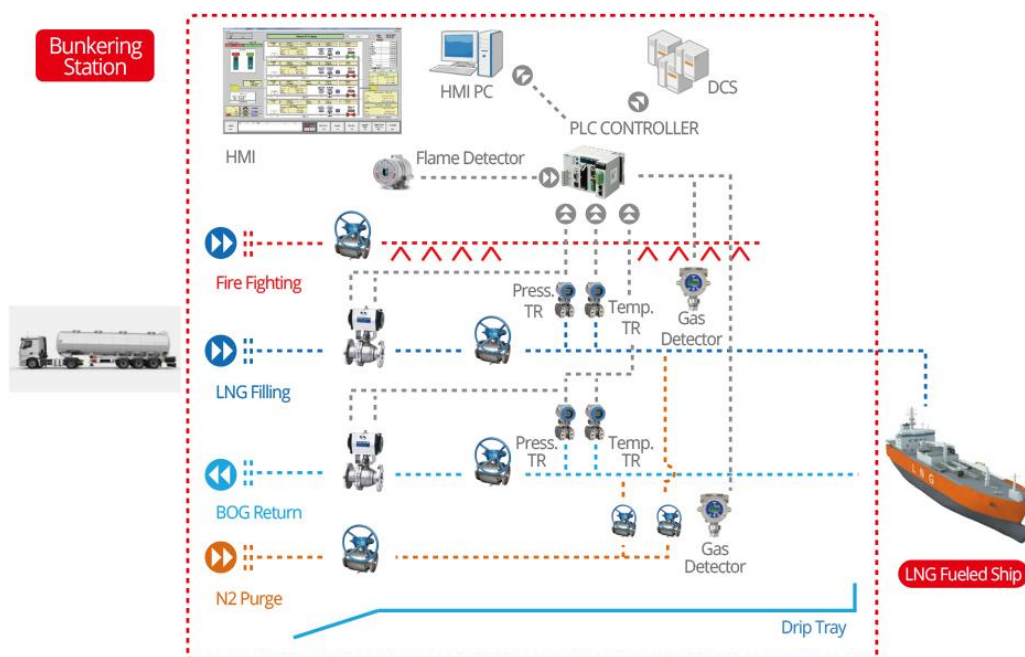 Bunkering
Station
HMI
HMI PC
DCS
PLC CONTROLLER
Flame Detector
Fire Fighting
Press.
TR
Temp.
TR
Gas
Detector
LNG Filling
Press.
TR
Temp.
TR
BOG Return
Gas
Detector
N2 Purge
Drip Tray
LNG
LNG Fueled Ship